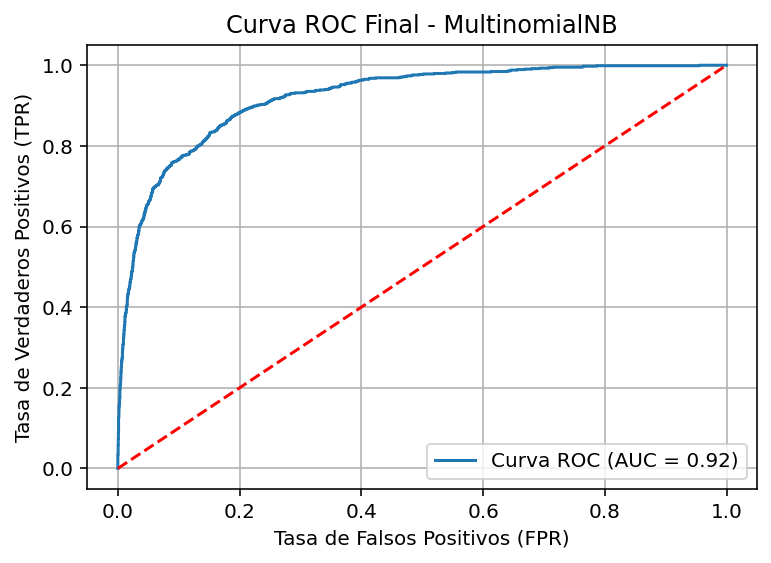 Curva ROC Final - MultinomialNB
1.0
0.8
0.6
0.4
0.2
0.0
Tasa de Verdaderos Positivos (TPR)
Curva ROC (AUC = 0.92)
0.0 0.2 0.4 0.6 0.8 1.0
Tasa de Falsos Positivos (FPR)